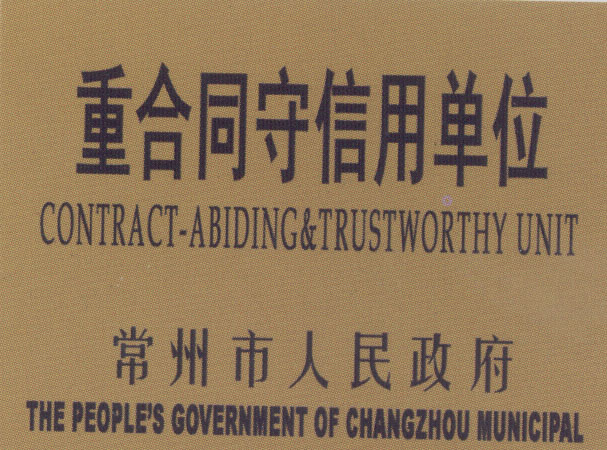 重合同守信用单位
CONTRACT-ABIDING&TRUSTWORTHY UNIT
常州市人民政府
THE PEOPLE'S GOVERNMENT OF CHANGZHOU MUNICIPAL